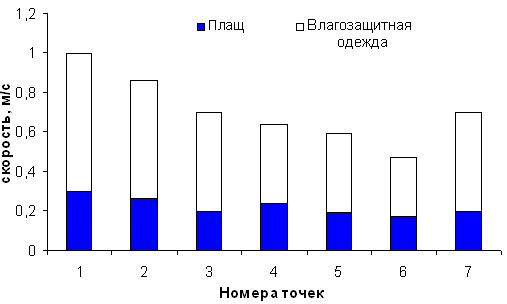 Плащ
Влагозащитная
одежда
скорость, м/с
1,2
1
0,8
0,6
0,4
0,2
0
1 2 3 4 5 6 7
Номера точек